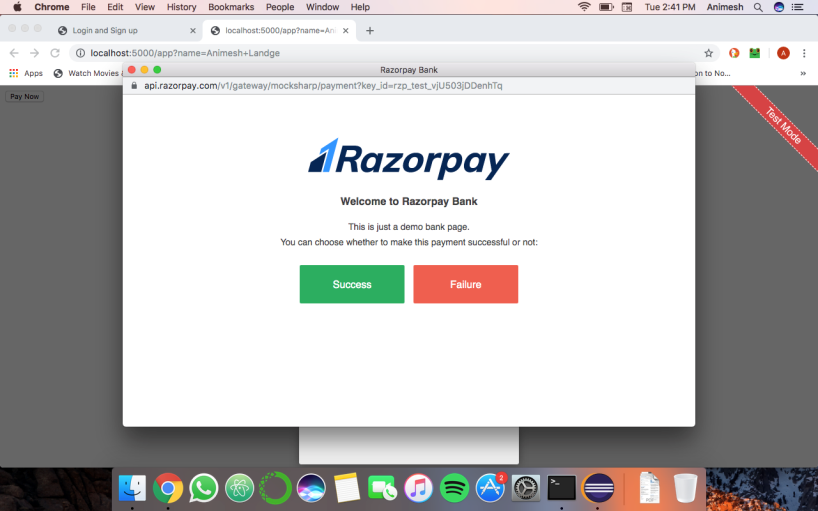 Chrome File Edit View History Bookmarks People Window Help Tue 2:41 PM Animesh
Login and Sign up
localhost:5000/app?name=Ani
localhost:5000/app?name=Animesh+Landge A
Apps Watch Movies on to No... »
Razorpay Bank
api.razorpay.com/v1/gateway/mocksharp/payment?key_id=rzp_test_vjU503jDDenhTq
Pay Now
Test Mode
Razorpay
Welcome to Razorpay Bank
This is just a demo bank page.
You can choose whether to make this payment successful or not:
Success Failure
2